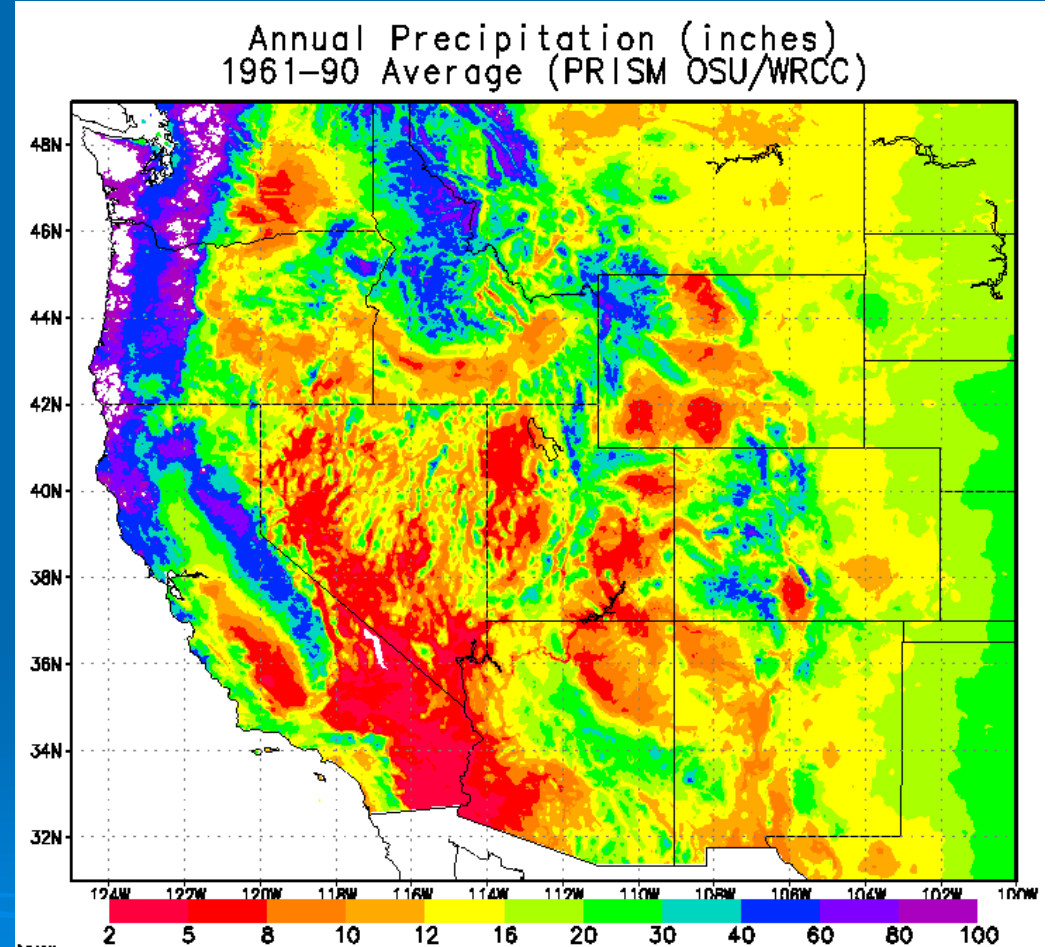 Annual Precipitation (inches)
1961-90 Average (PRISM OSU/WRCC)
48N
46N
44N
42N
40N
38N
36N
34N
32N
124W 122W 120W 118W 116W 114W 112W 110W 108W 106W 104W 102W 100W
2 5 8 10 12 16 20 30 40 60 80 100